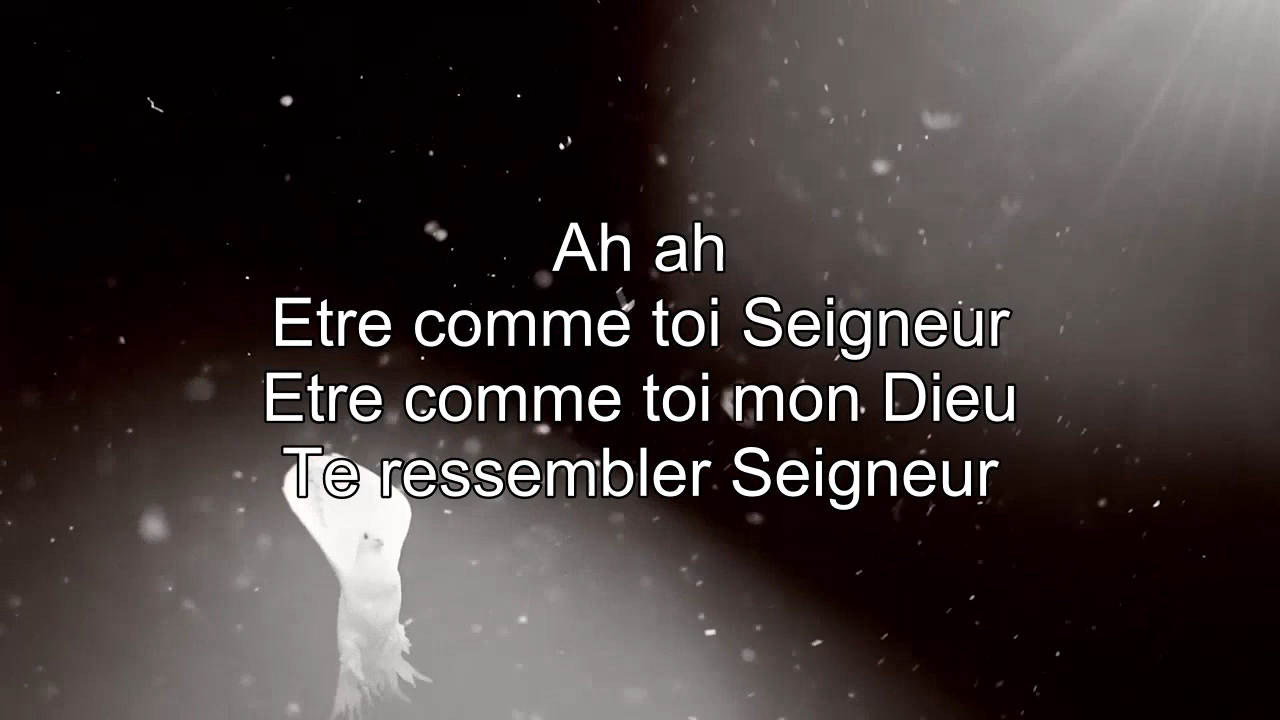 Ah ah
Etre comme toi Seigneur
Etre comme toi mon Dieu
Te ressembler Seigneur